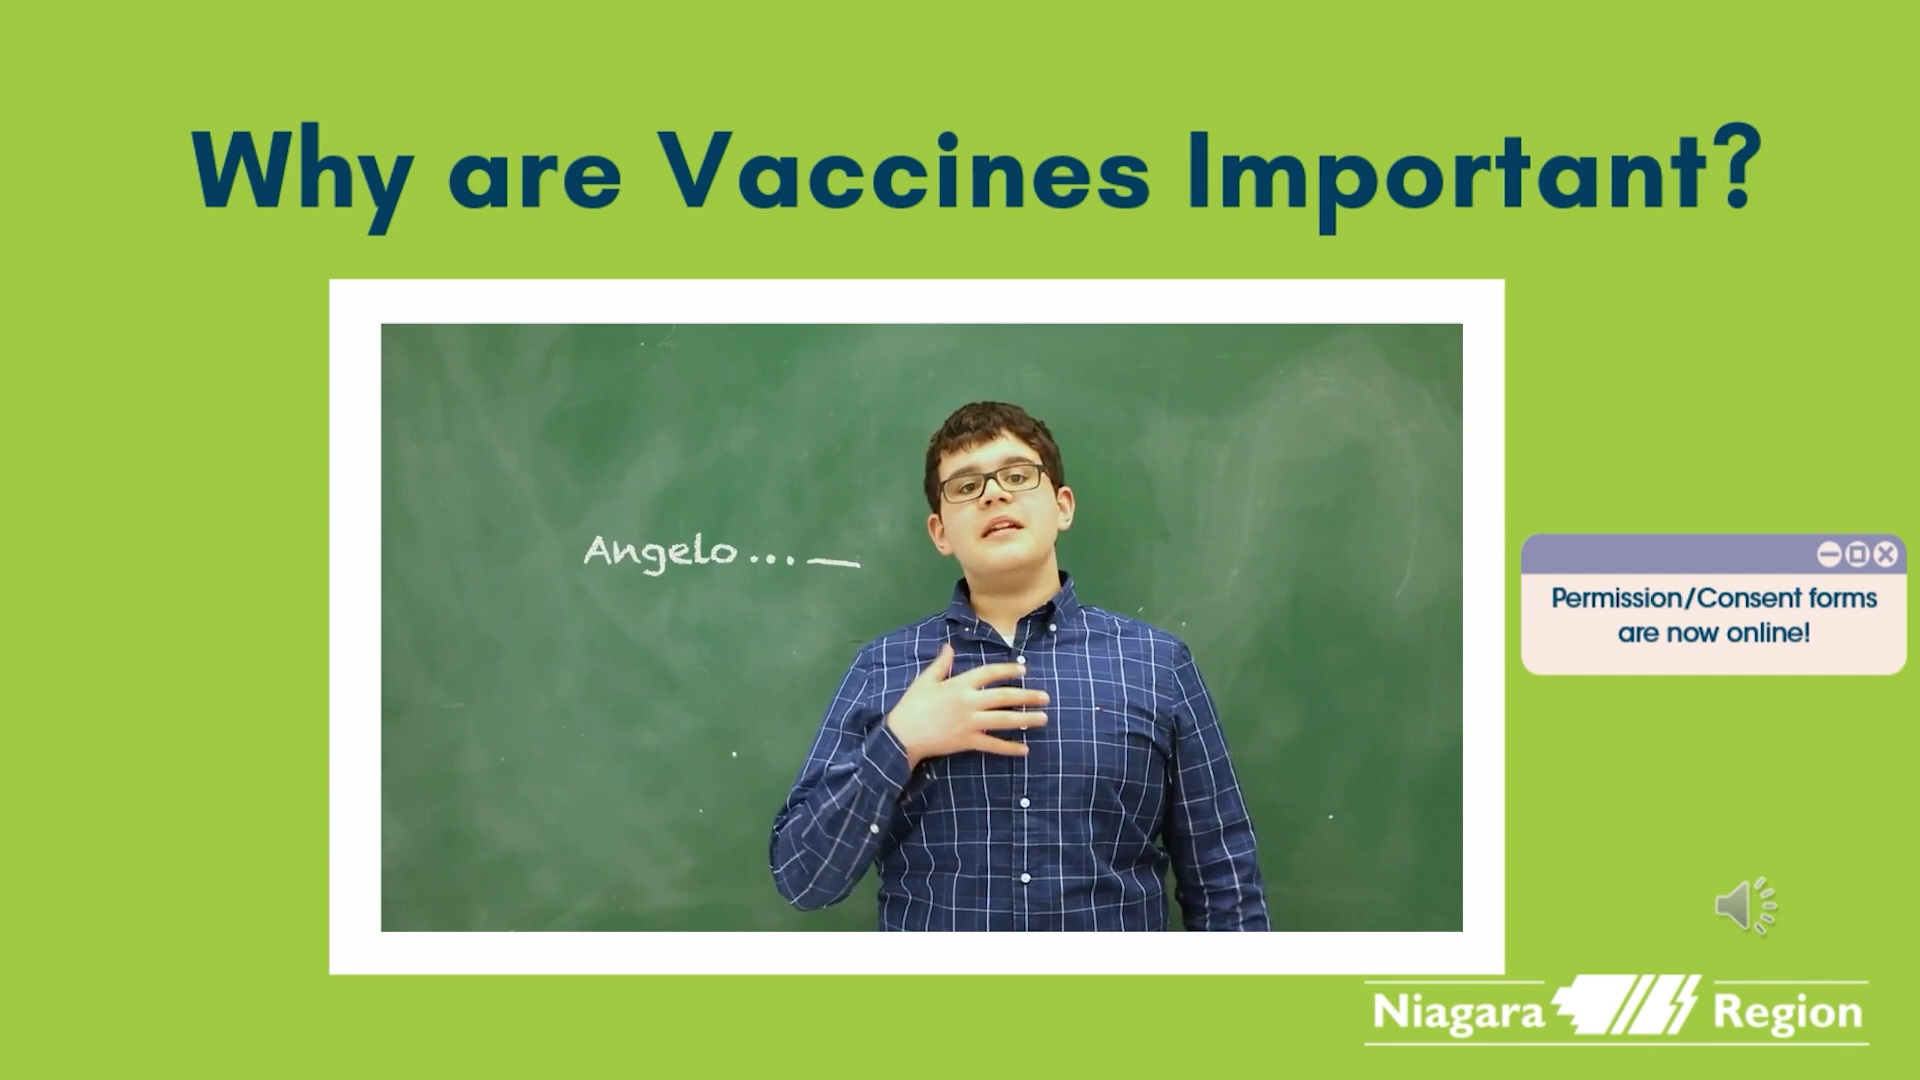 Why are Vaccines Important?
Angelo... _
Permission/Consent forms
are now online!
Niagara Region